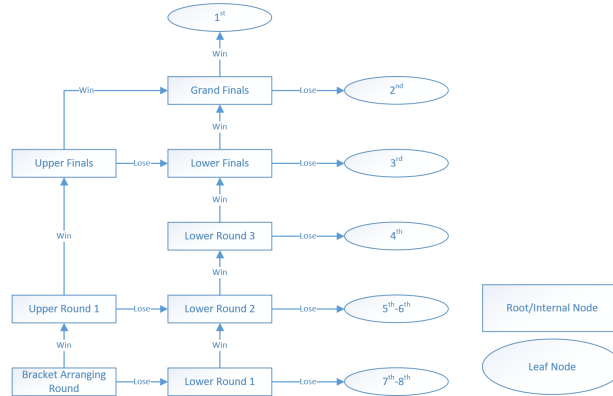 1st
Win
Win
Grand Finals
Lose
2nd
Win
Upper Finals
Lose
Lower Finals
Lose
3rd
Win
Win
Lower Round 3
Lose
4th
Win
Upper Round 1
Lose
Lower Round 2
Lose
5th-6th
Root/Internal Node
Win
Win
Bracket Arranging
Round
Lose
Lower Round 1
Lose
7th-8th
Leaf Node